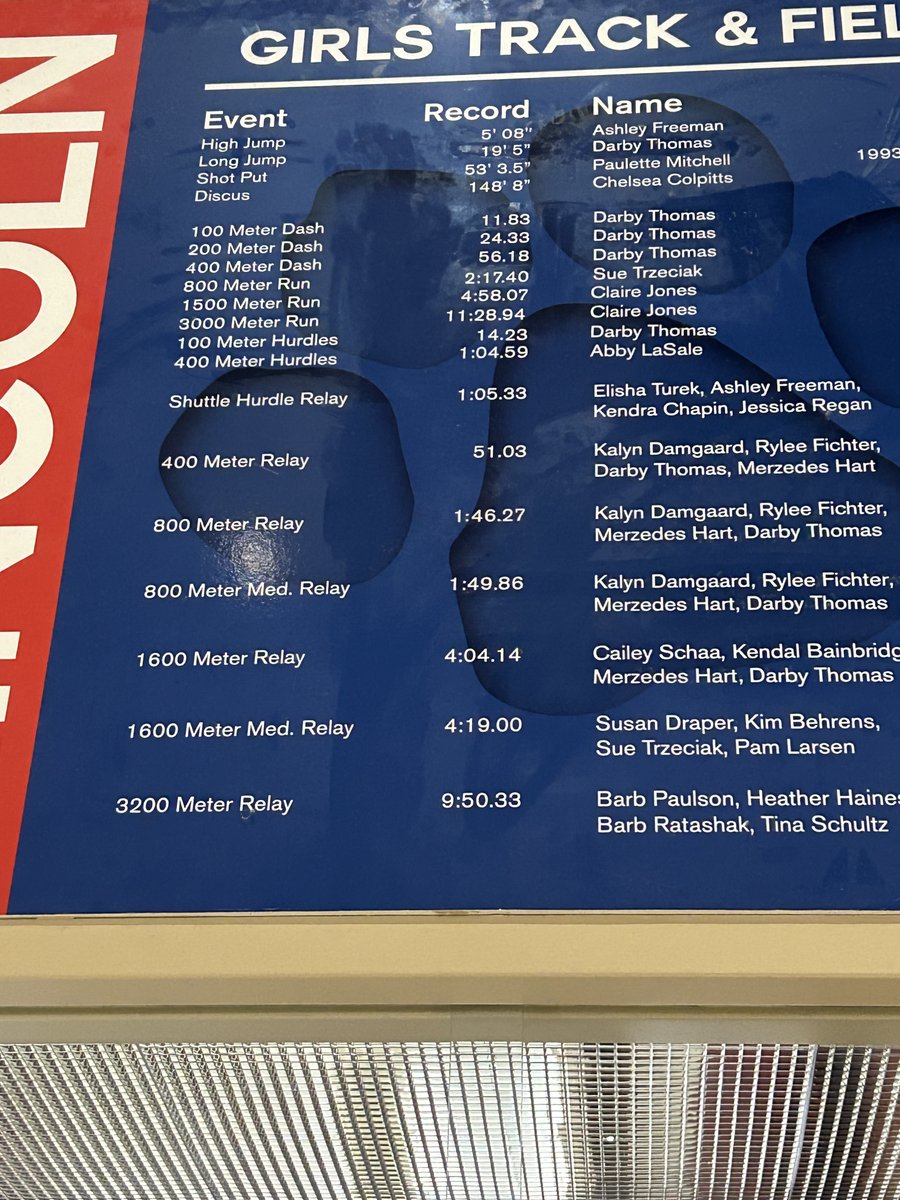 GIRLS TRACK & FIEL
Event Record Name
High Jump 5' 08" Ashley Freeman
Long Jump 19' 5" Darby Thomas
Shot Put 53' 3.5" Paulette Mitchell 1993
Discus 148' 8" Chelsea Colpitts
100 Meter Dash 11.83 Darby Thomas
200 Meter Dash 24.33 Darby Thomas
400 Meter Dash 56.18 Darby Thomas
800 Meter Run 2:17.40 Sue Trzeciak
1500 Meter Run 4:58.07 Claire Jones
3000 Meter Run 11:28.94 Claire Jones
100 Meter Hurdles 14.23 Darby Thomas
400 Meter Hurdles 1:04.59 Abby LaSale
Shuttle Hurdle Relay 1:05.33 Elisha Turek, Ashley Freeman,
Kendra Chapin, Jessica Regan
400 Meter Relay 51.03 Kalyn Damgaard, Rylee Fichter,
Darby Thomas, Merzedes Hart
800 Meter Relay 1:46.27 Kalyn Damgaard, Rylee Fichter,
Merzedes Hart, Darby Thomas
800 Meter Med. Relay 1:49.86 Kalyn Damgaard, Rylee Fichter,
Merzedes Hart, Darby Thomas
1600 Meter Relay 4:04.14 Cailey Schaa, Kendal Bainbridg
Merzedes Hart, Darby Thomas
1600 Meter Med. Relay 4:19.00 Susan Draper, Kim Behrens,
Sue Trzeciak, Pam Larsen
3200 Meter Relay 9:50.33 Barb Paulson, Heather Haines
Barb Ratashak, Tina Schultz
NCOLN